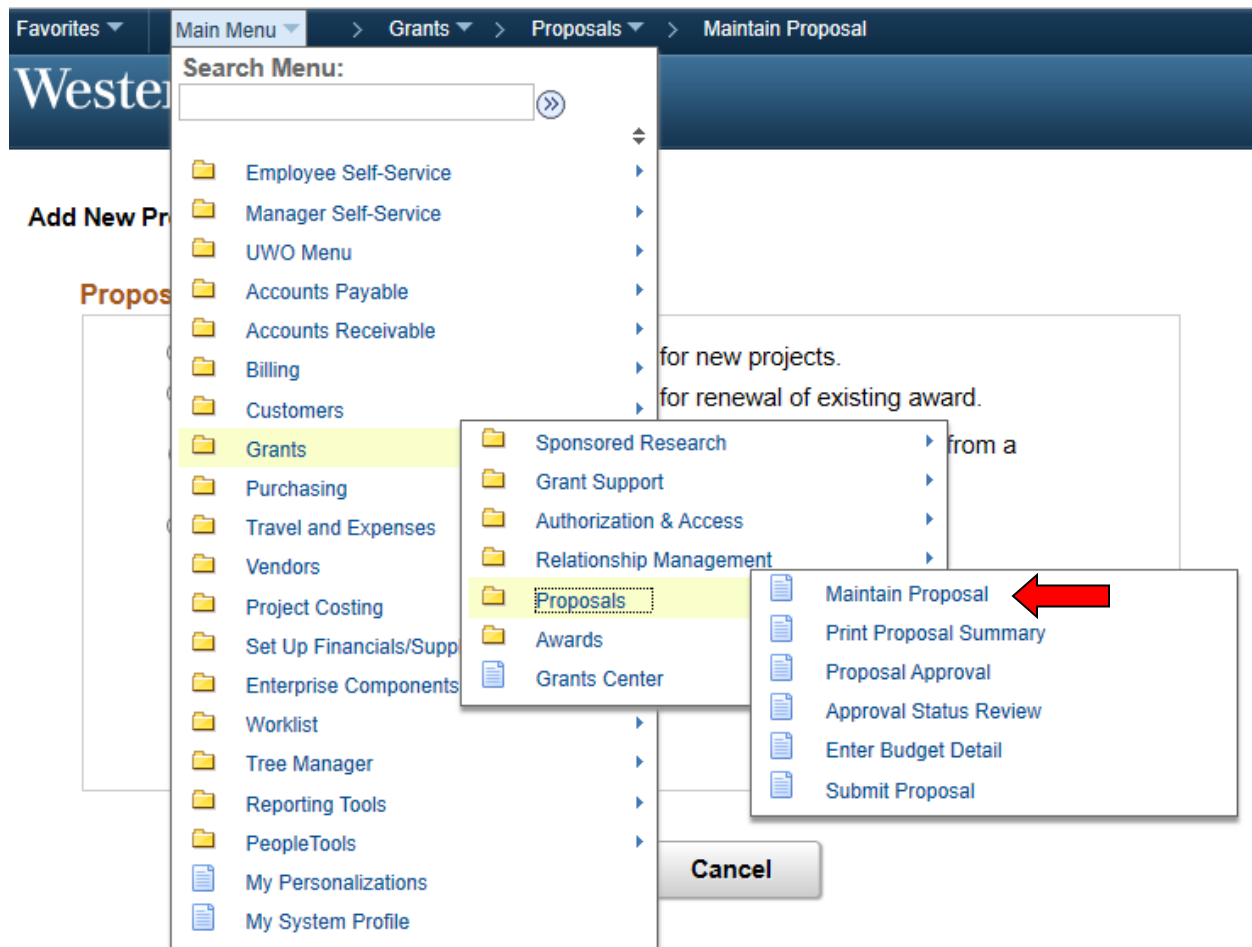 Favorites Main Menu > Grants > Proposals > Maintain Proposal
Search Menu:
Add New
Employee Self-Service
Manager Self-Service
UWO Menu
Accounts Payable
Accounts Receivable
Billing
Customers
Grants
Purchasing
Travel and Expenses
Vendors
Project Costing
Set Up Financials/Suppl
Enterprise Components
Worklist
Tree Manager
Reporting Tools
PeopleTools
My Personalizations
My System Profile
for new projects.
for renewal of existing award.
from a
Sponsored Research
Grant Support
Authorization & Access
Relationship Management
Proposals
Awards
Grants Center
Maintain Proposal
Print Proposal Summary
Proposal Approval
Approval Status Review
Enter Budget Detail
Submit Proposal
Cancel